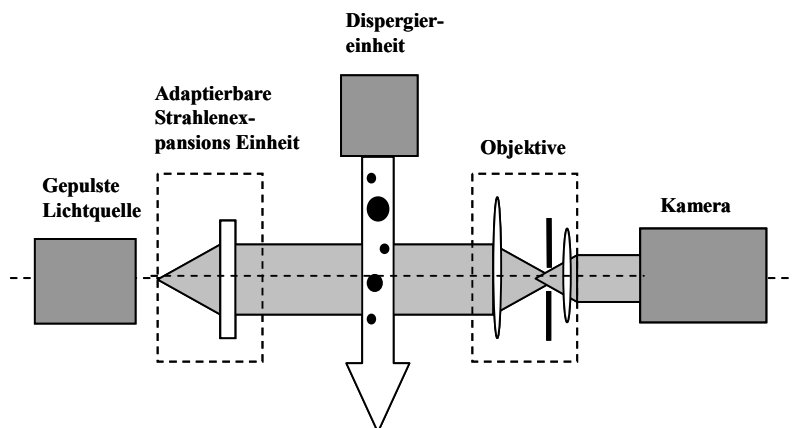 Dispergier-
einheit
Adaptierbare
Strahlenex-
pansions Einheit
Objektive
Gepulste
Lichtquelle
Kamera